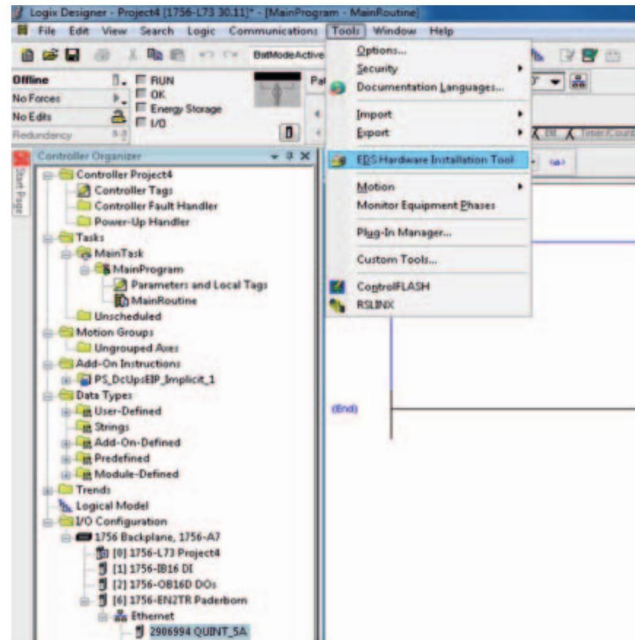 Logix Designer - Project4 [1756-L73 30.11]* - [MainProgram - MainRoutine]
File Edit View Search Logic Communications Tools Window Help
BatModeActive
Offline
RUN
No Forces
OK
No Edits
Energy Storage
Redundancy
I/O
Options...
Security
Documentation Languages...
Import
Export
EDS Hardware Installation Tool
Motion
Monitor Equipment Phases
Plug-In Manager...
Custom Tools...
ControlFLASH
RSLINX
Start Page
Controller Organizer
Controller Project4
Controller Tags
Controller Fault Handler
Power-Up Handler
Tasks
MainTask
MainProgram
Parameters and Local Tags
MainRoutine
Unscheduled
Motion Groups
Ungrouped Axes
Add-On Instructions
PS_DcUpsEIP_Implicit_1
Data Types
User-Defined
Strings
Add-On-Defined
Predefined
Module-Defined
Trends
Logical Model
I/O Configuration
1756 Backplane, 1756-A7
[0] 1756-L73 Project4
[1] 1756-IB16 DI
[2] 1756-OB16D DOs
[6] 1756-EN2TR Paderborn
Ethernet
2906994 QUINT_5A
(End)